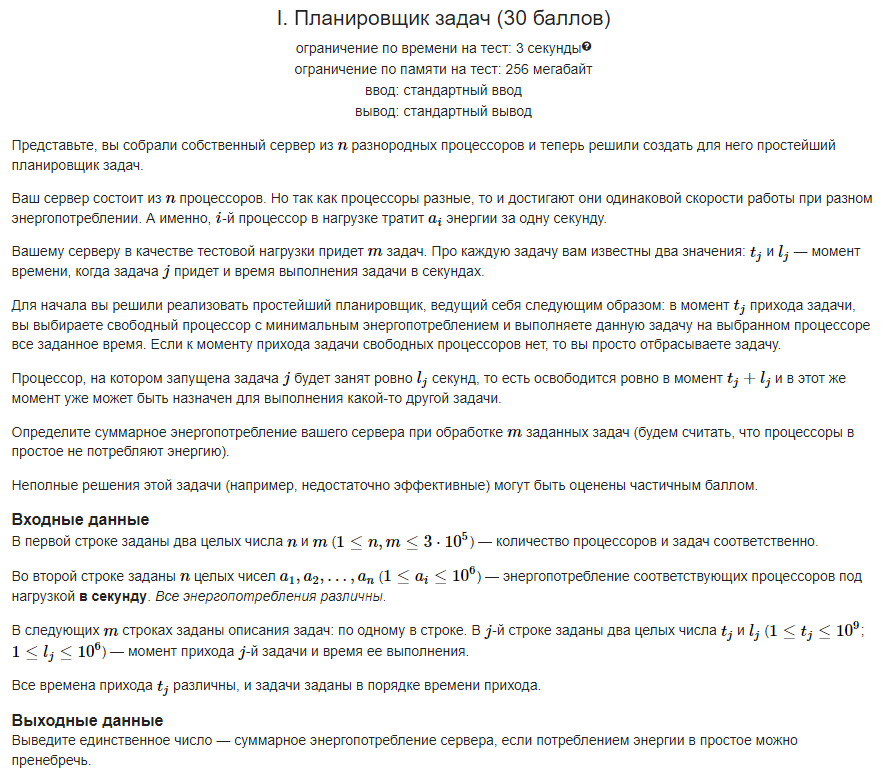 I. Планировщик задач (30 баллов)
ограничение по времени на тест: 3 секунды?
ограничение по памяти на тест: 256 мегабайт
ввод: стандартный ввод
вывод: стандартный вывод
Представьте, вы собрали собственный сервер из n разнородных процессоров и теперь решили создать для него простейший
планировщик задач.
Ваш сервер состоит из n процессоров. Но так как процессоры разные, то и достигают они одинаковой скорости работы при разном
энергопотреблении. А именно, i-й процессор в нагрузке тратит a_i энергии за одну секунду.
Вашему серверу в качестве тестовой нагрузки придет m задач. Про каждую задачу вам известны два значения: t_j и l_j — момент
времени, когда задача j придет и время выполнения задачи в секундах.
Для начала вы решили реализовать простейший планировщик, ведущий себя следующим образом: в момент t_j прихода задачи,
вы выбираете свободный процессор с минимальным энергопотреблением и выполняете данную задачу на выбранном процессоре
все заданное время. Если к моменту прихода задачи свободных процессоров нет, то вы просто отбрасываете задачу.
Процессор, на котором запущена задача j будет занят ровно l_j секунд, то есть освободится ровно в момент t_j + l_j и в этот же
момент уже может быть назначен для выполнения какой-то другой задачи.
Определите суммарное энергопотребление вашего сервера при обработке m заданных задач (будем считать, что процессоры в
простое не потребляют энергию).
Неполные решения этой задачи (например, недостаточно эффективные) могут быть оценены частичным баллом.
Входные данные
В первой строке заданы два целых числа n и m (1 ≤ n, m ≤ 3 · 10^5) — количество процессоров и задач соответственно.
Во второй строке заданы n целых чисел a_1, a_2, …, a_n (1 ≤ a_i ≤ 10^6) — энергопотребление соответствующих процессоров под
нагрузкой в секунду. Все энергопотребления различны.
В следующих m строках заданы описания задач: по одному в строке. В j-й строке заданы два целых числа t_j и l_j (1 ≤ t_j ≤ 10^9;
1 ≤ l_j ≤ 10^6) — момент прихода j-й задачи и время ее выполнения.
Все времена прихода t_j различны, и задачи заданы в порядке времени прихода.
Выходные данные
Выведите единственное число — суммарное энергопотребление сервера, если потреблением энергии в простое можно
пренебречь.